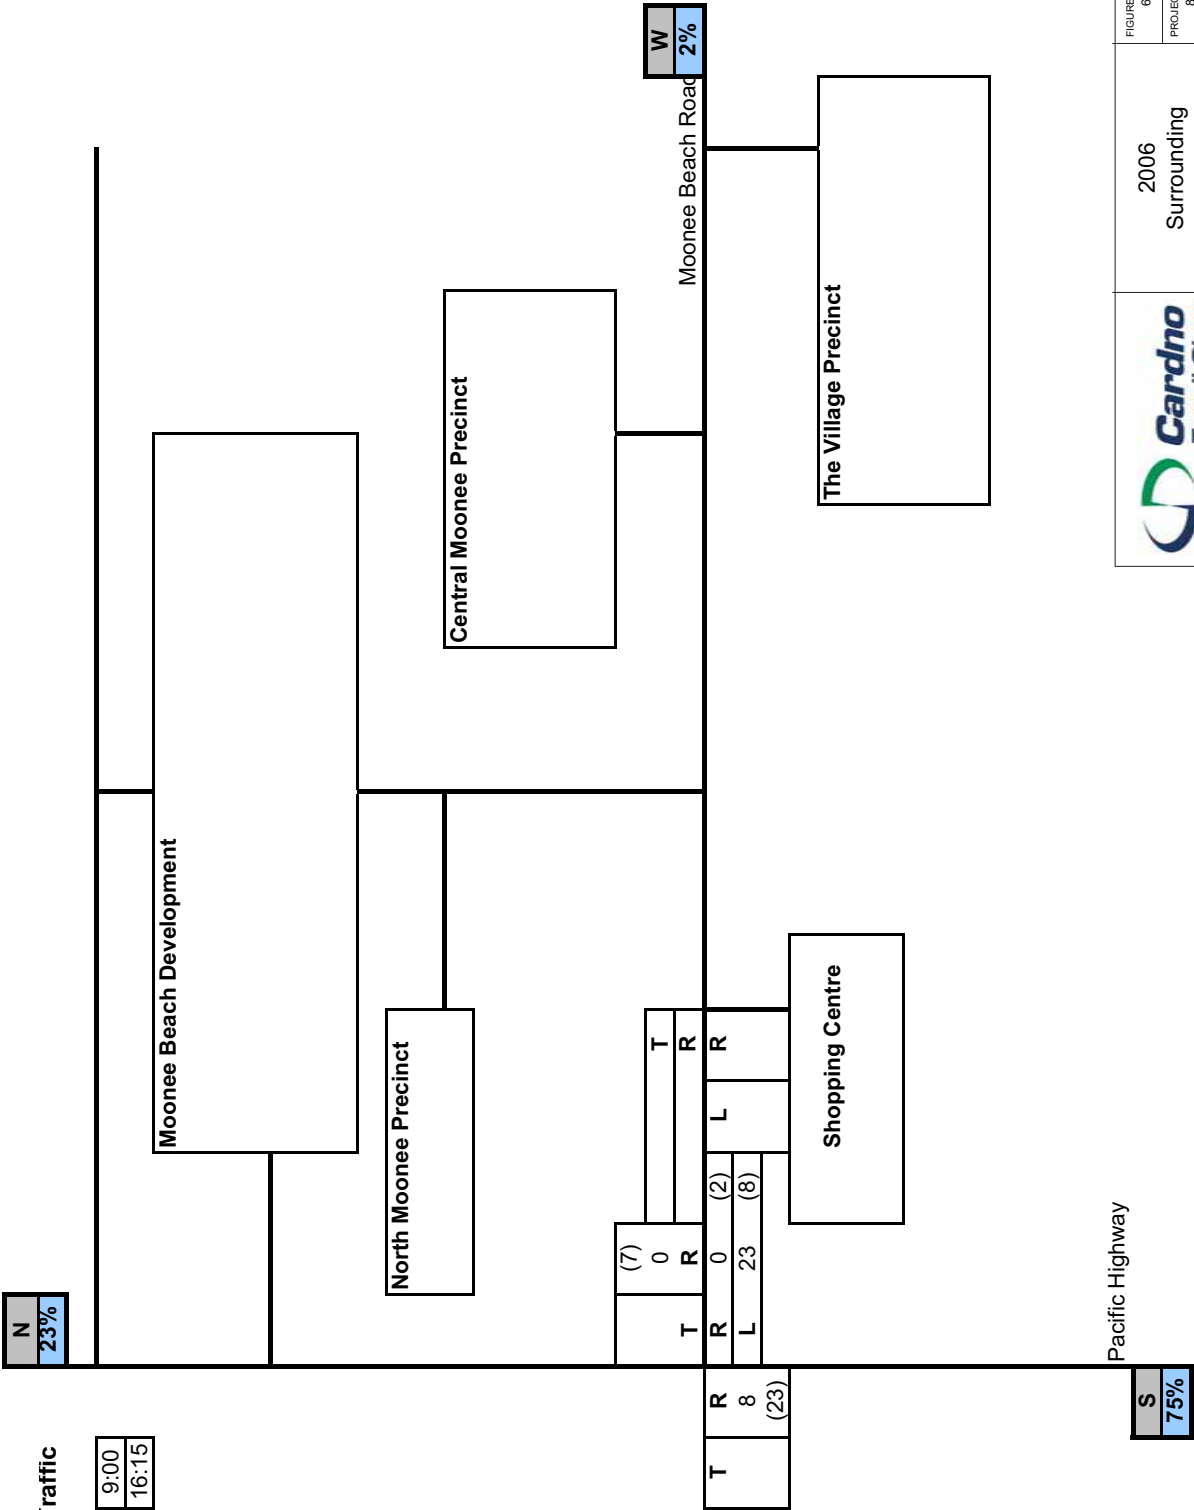 N
23%
raffic
9:00
16:15
Moonee Beach Development
North Moonee Precinct
Central Moonee Precinct
W
2%
Moonee Beach Road
The Village Precinct
(7)
0
T R
T
R
R 0 (2)
L 23 (8)
L R
T R
8
(23)
Shopping Centre
Pacific Highway
S
75%
Cardno
2006
Surrounding
FIGURE
6
PROJEC
8